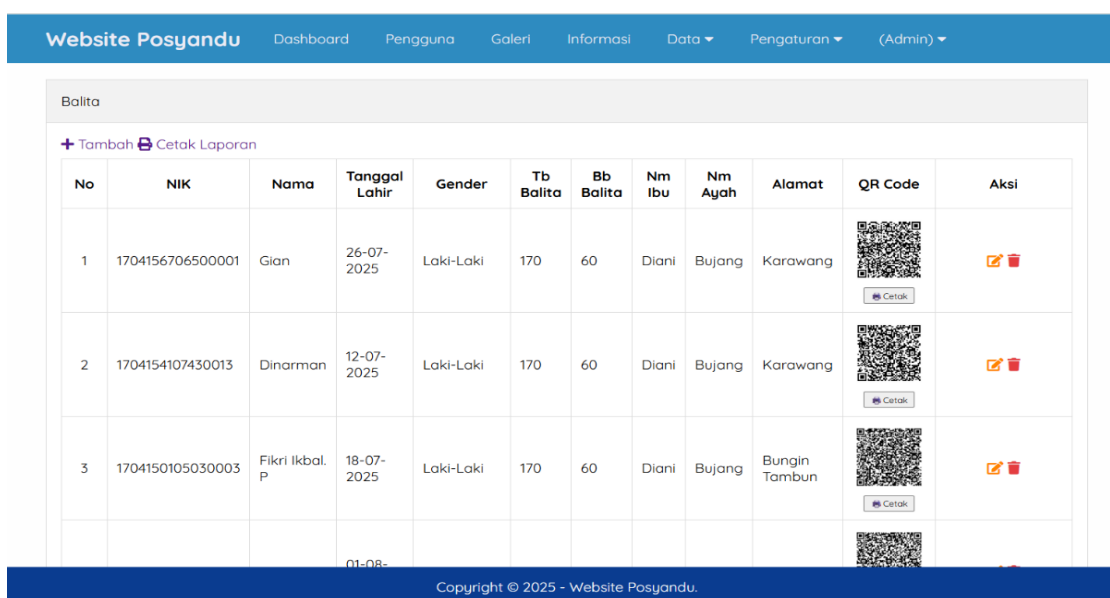 Website Posyandu Dashboard Pengguna Galeri Informasi Data Pengaturan (Admin)
Balita
Tambah Cetak Laporan
No NIK Nama Tanggal Lahir Gender Tb Balita Bb Balita Nm Ibu Nm Ayah Alamat QR Code Aksi
1 1704156706500001 Gian 26-07-2025 Laki-Laki 170 60 Diani Bujang Karawang
Cetak
2 1704154107430013 Dinarman 12-07-2025 Laki-Laki 170 60 Diani Bujang Karawang
Cetak
3 1704150105030003 Fikri Ikbal. P 18-07-2025 Laki-Laki 170 60 Diani Bujang Bungin Tambun
Cetak
01-08-
Copyright © 2025 - Website Posyandu.